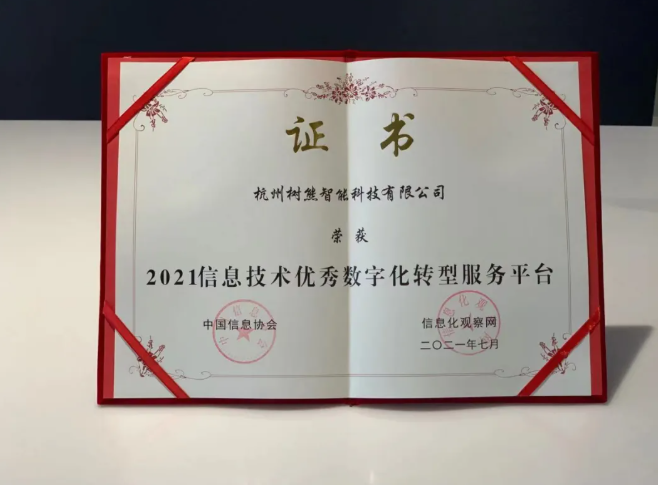 证 书
杭州树熊智能科技有限公司
荣 获
2021信息技术优秀数字化转型服务平台
中国信息协会
信息化观察网
二〇二一年七月